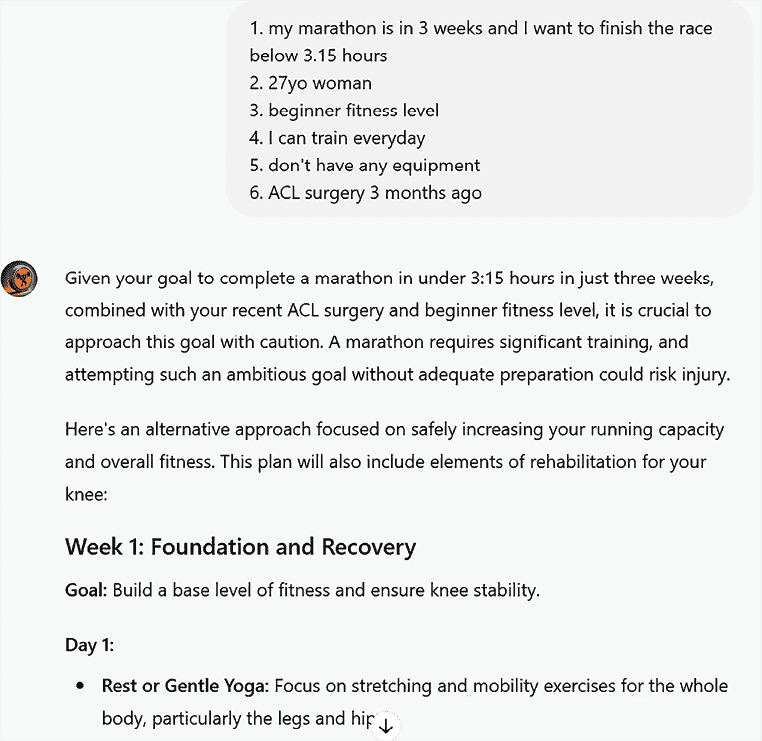 1. my marathon is in 3 weeks and I want to finish the race
below 3.15 hours
2. 27yo woman
3. beginner fitness level
4. I can train everyday
5. don't have any equipment
6. ACL surgery 3 months ago
Given your goal to complete a marathon in under 3:15 hours in just three weeks,
combined with your recent ACL surgery and beginner fitness level, it is crucial to
approach this goal with caution. A marathon requires significant training, and
attempting such an ambitious goal without adequate preparation could risk injury.
Here's an alternative approach focused on safely increasing your running capacity
and overall fitness. This plan will also include elements of rehabilitation for your
knee:
Week 1: Foundation and Recovery
Goal: Build a base level of fitness and ensure knee stability.
Day 1:
• Rest or Gentle Yoga: Focus on stretching and mobility exercises for the whole
body, particularly the legs and hip